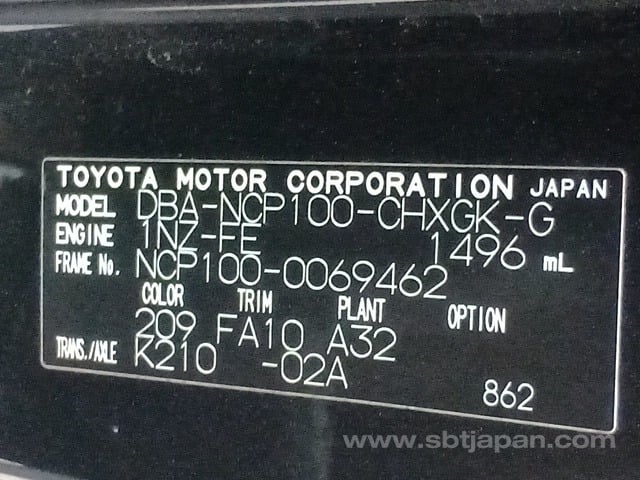 TOYOTA MOTOR CORPORATION JAPAN
MODEL DBA-NCP100-CHXGK-G
ENGINE 1NZ-FE 1496 mL
FRAME No. NCP100-0069462
COLOR TRIM PLANT OPTION
209 FA10 A32
TRANS./AXLE K210 -02A
862
www.sbtjapan.com